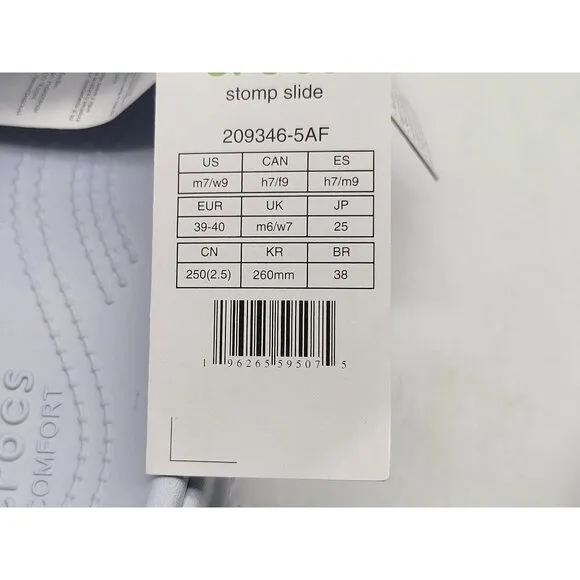 stomp slide
209346-5AF
US CAN ES
m7/w9 h7/f9 h7/m9
EUR UK JP
39-40 m6/w7 25
CN KR BR
250(2.5) 260mm 38
1 96265 59507 5
crocs
COMFORT